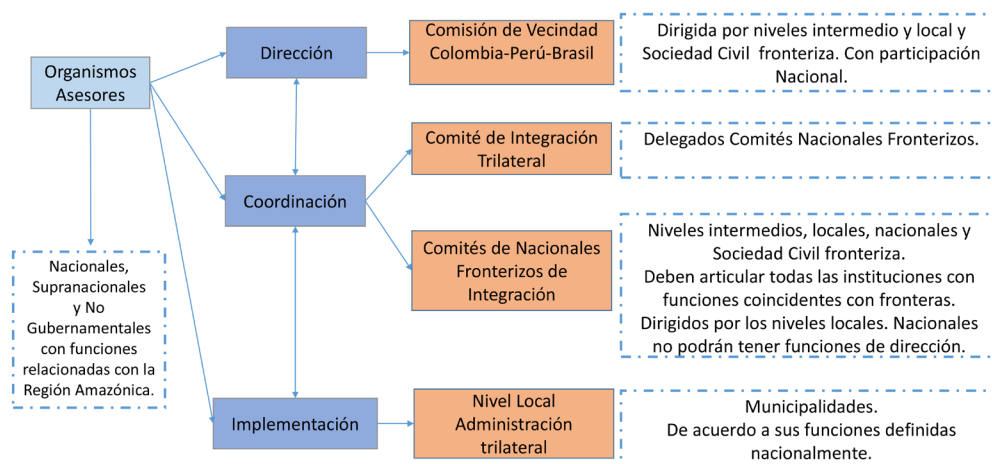 Organismos
Asesores
Nacionales,
Supranacionales
y No
Gubernamentales
con funciones
relacionadas con la
Región Amazónica.
Dirección
Comisión de Vecindad
Colombia-Perú-Brasil
Dirigida por niveles intermedio y local y
Sociedad Civil fronteriza. Con participación
Nacional.
Coordinación
Comité de Integración
Trilateral
Delegados Comités Nacionales Fronterizos.
Comités de Nacionales
Fronterizos de
Integración
Niveles intermedios, locales, nacionales y
Sociedad Civil fronteriza.
Deben articular todas las instituciones con
funciones coincidentes con fronteras.
Dirigidos por los niveles locales. Nacionales
no podrán tener funciones de dirección.
Implementación
Nivel Local
Administración
trilateral
Municipalidades.
De acuerdo a sus funciones definidas
nacionalmente.